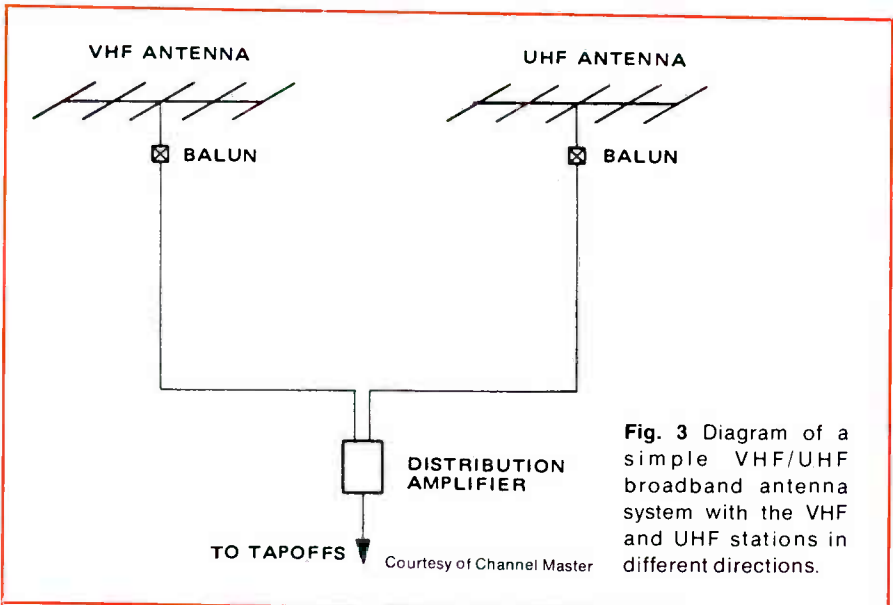 VHF ANTENNA
UHF ANTENNA
BALUN
BALUN
DISTRIBUTION
AMPLIFIER
TO TAPOFFS
Courtesy of Channel Master
Fig. 3 Diagram of a
simple VHF/UHF
broadband antenna
system with the VHF
and UHF stations in
different directions.